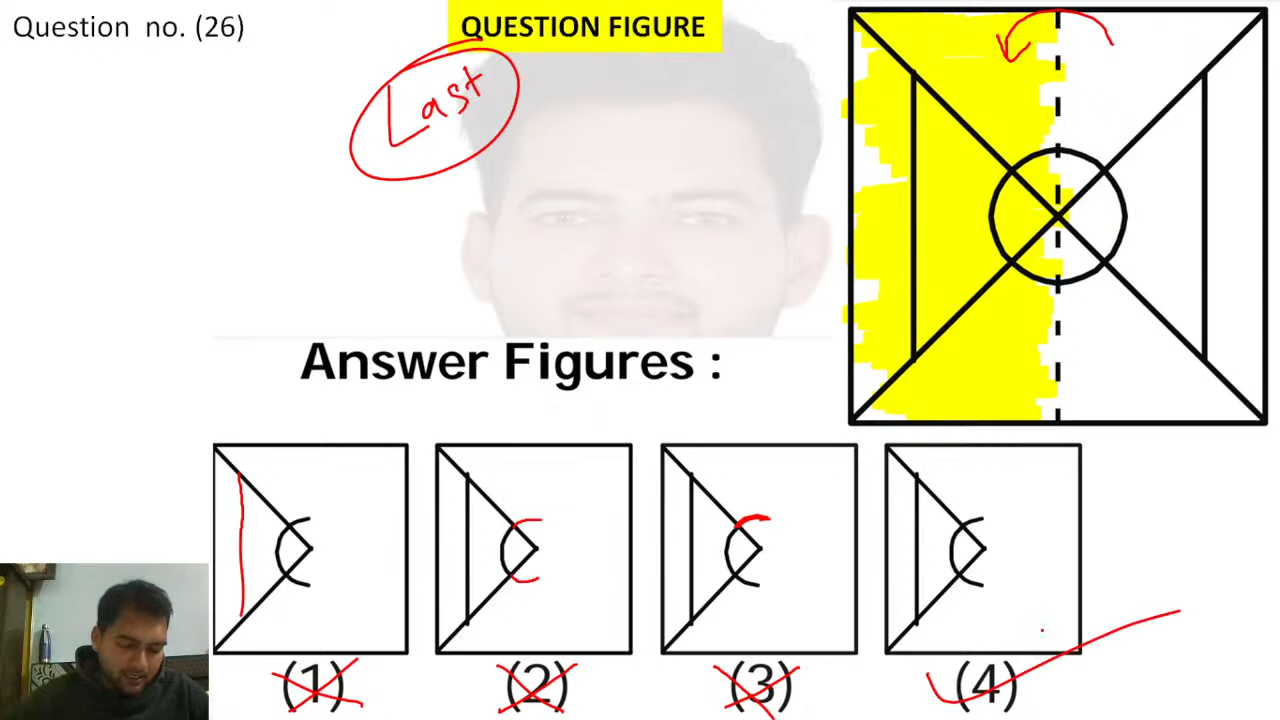 Question no. (26)
QUESTION FIGURE
Last
Answer Figures :
(1)
(2)
(3)
(4)